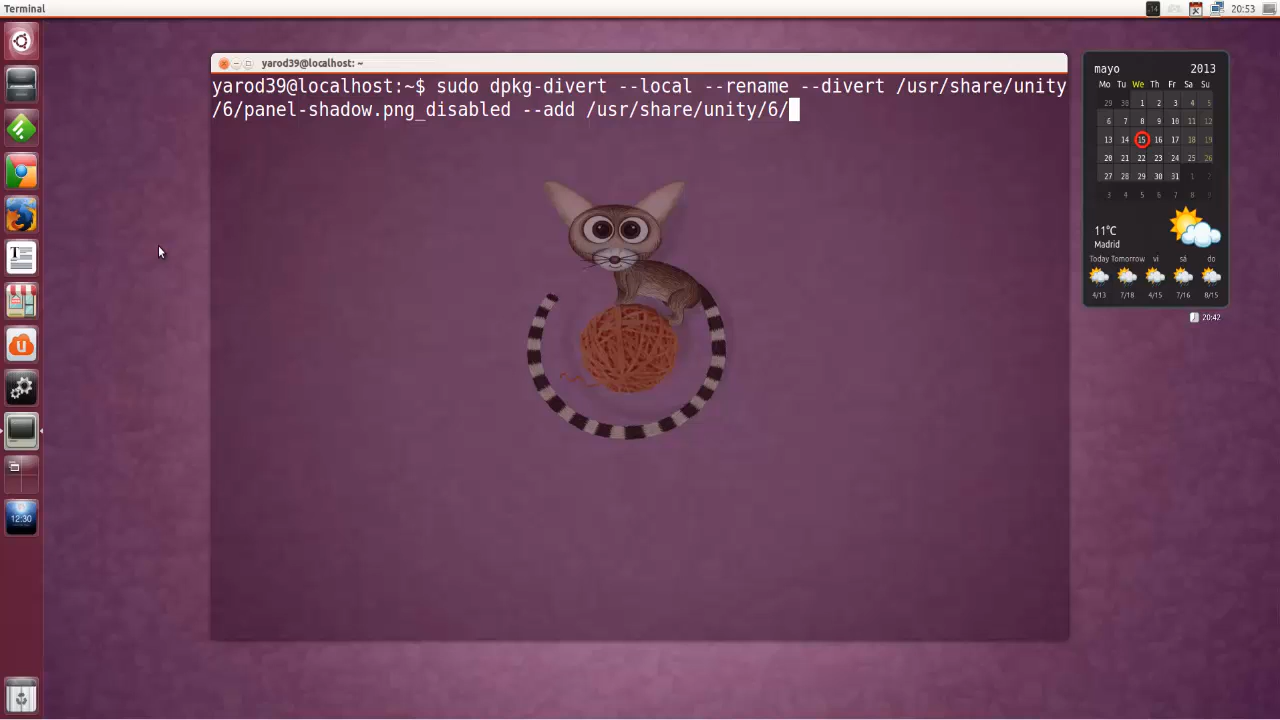 Terminal
20:53
yarod39@localhost: ~
yarod39@localhost:~$ sudo dpkg-divert --local --rename --divert /usr/share/unity
/6/panel-shadow.png_disabled --add /usr/share/unity/6/
mayo 2013
Mo Tu We Th Fr Sa Su
29 30 1 2 3 4 5
6 7 8 9 10 11 12
13 14 15 16 17 18 19
20 21 22 23 24 25 26
27 28 29 30 31 1 2
3 4 5 6 7 8 9
11°C
Madrid
Today Tomorrow vi sá do
4/13 7/18 4/15 7/16 8/15
20:42
12:30